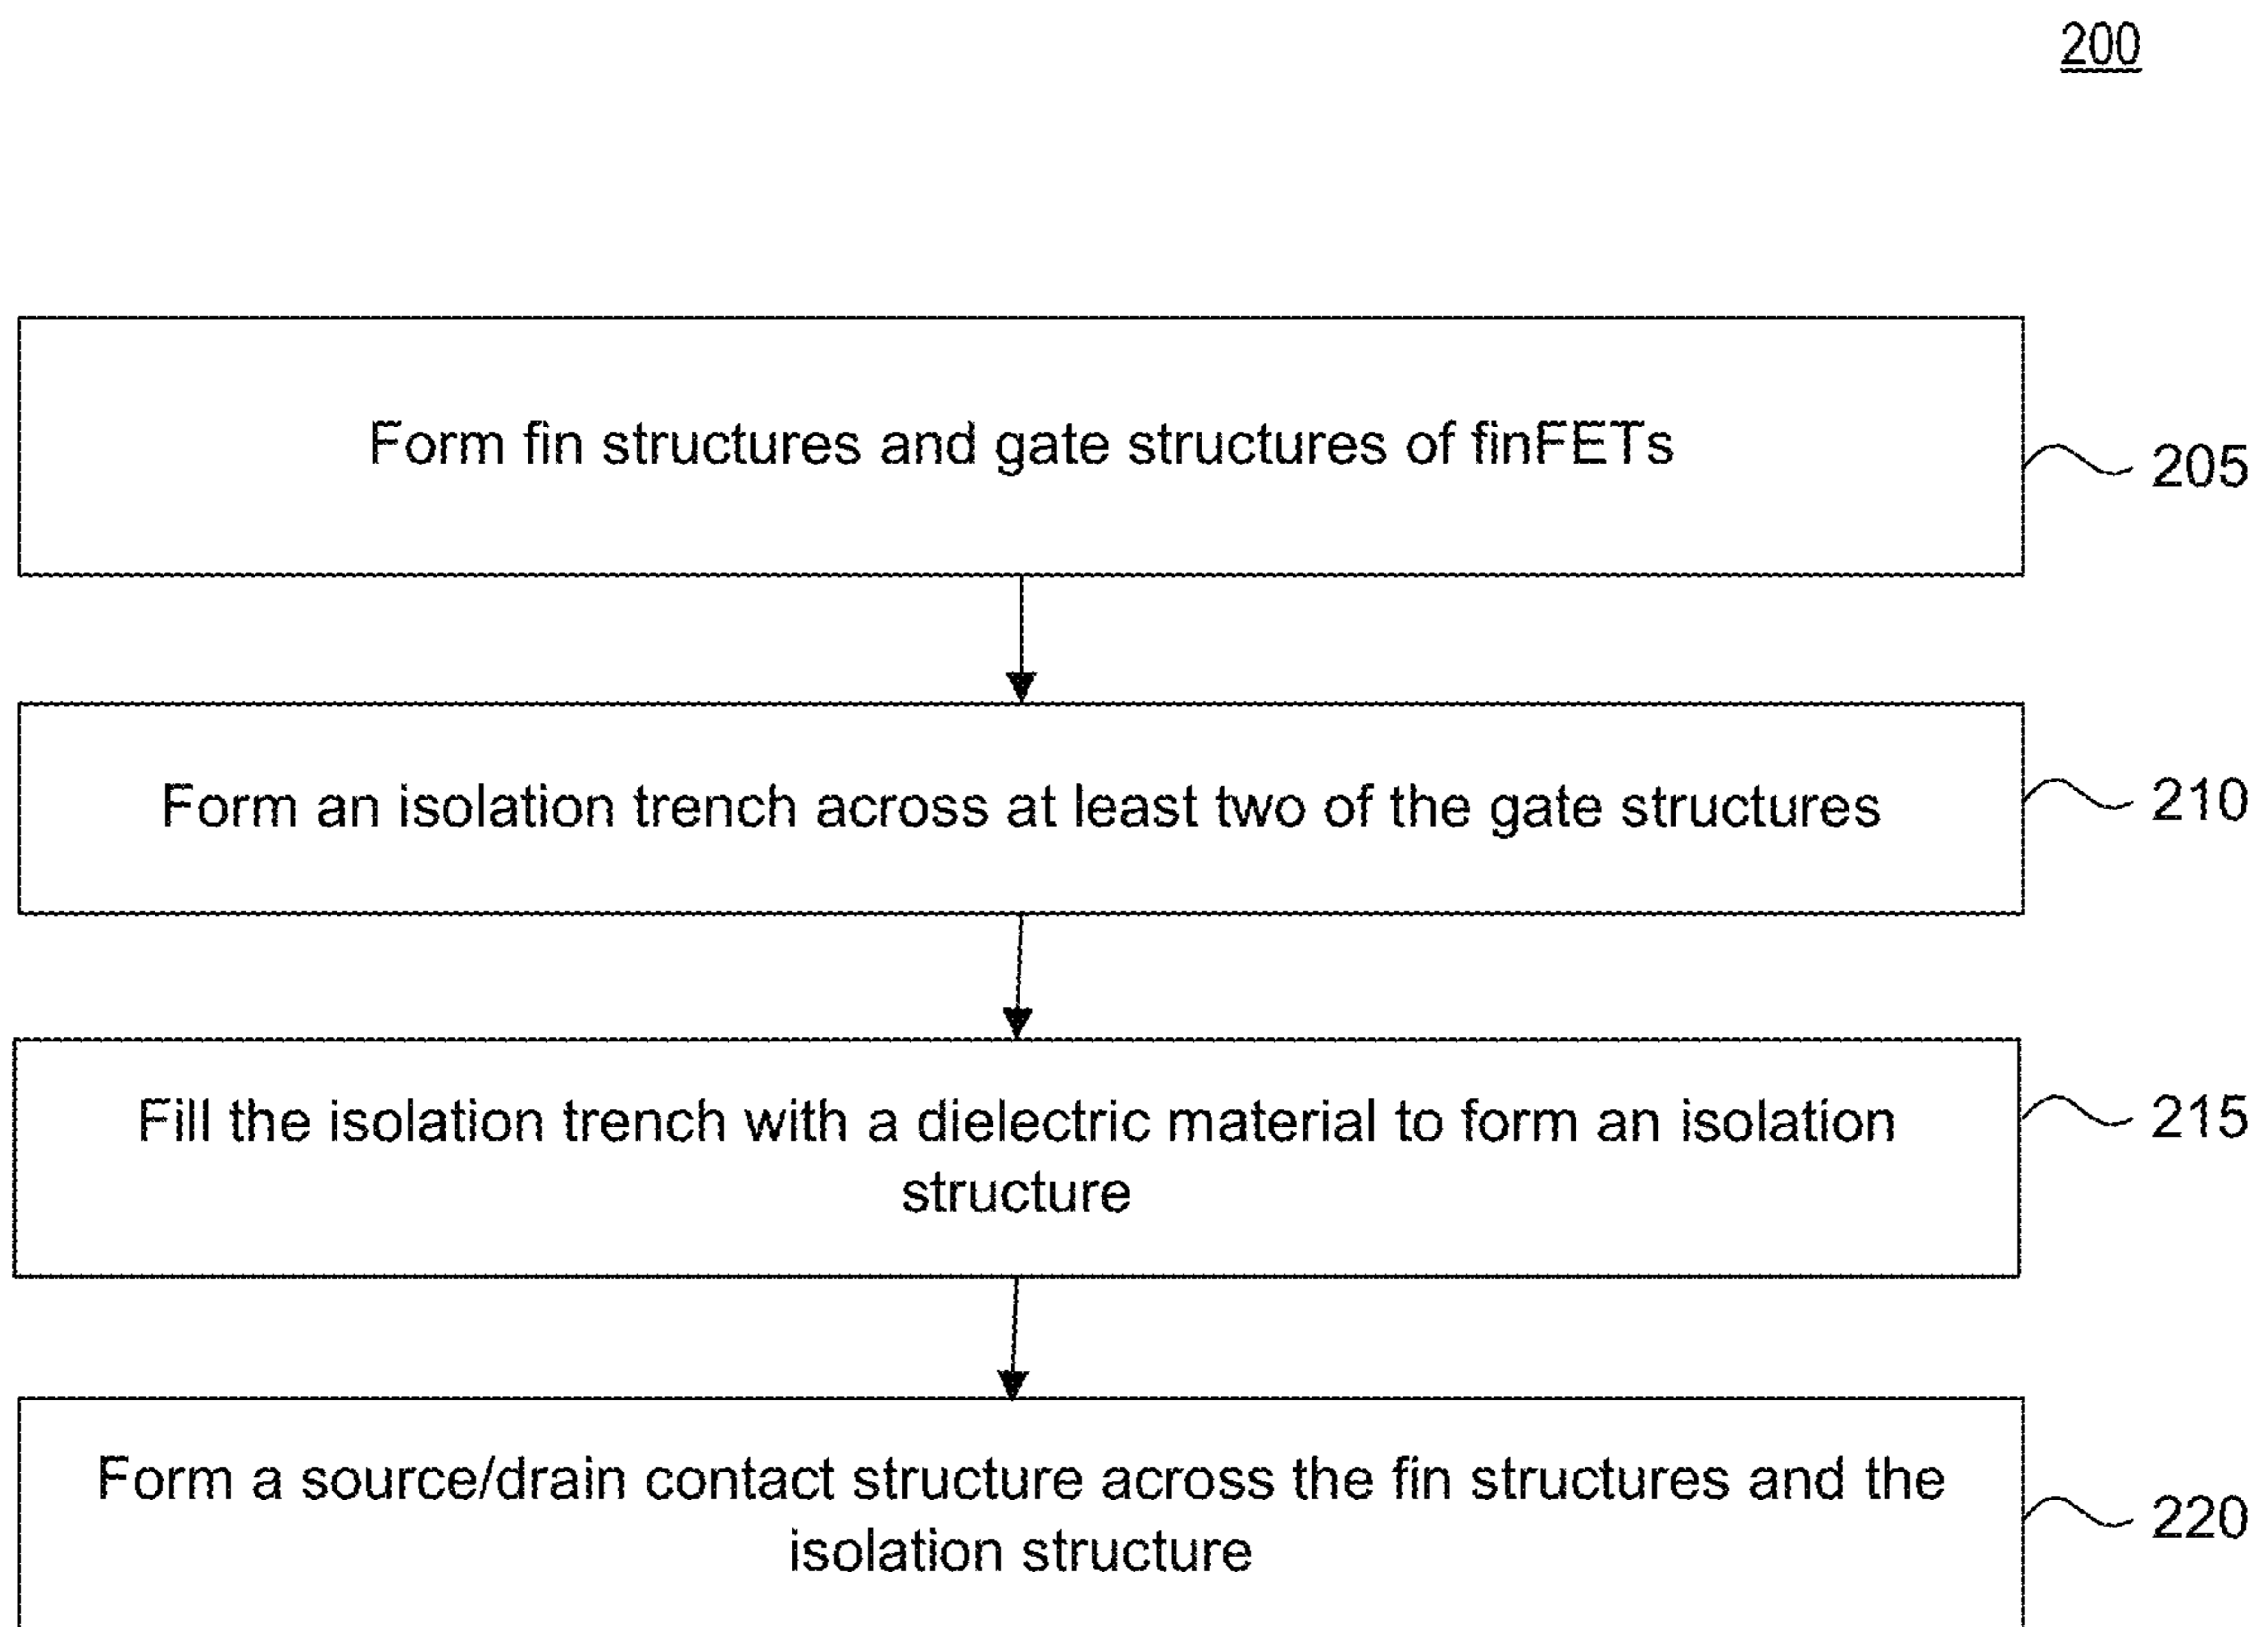 200
Form fin structures and gate structures of finFETs
205
Form an isolation trench across at least two of the gate structures
210
Fill the isolation trench with a dielectric material to form an isolation
structure
215
Form a source/drain contact structure across the fin structures and the
isolation structure
220